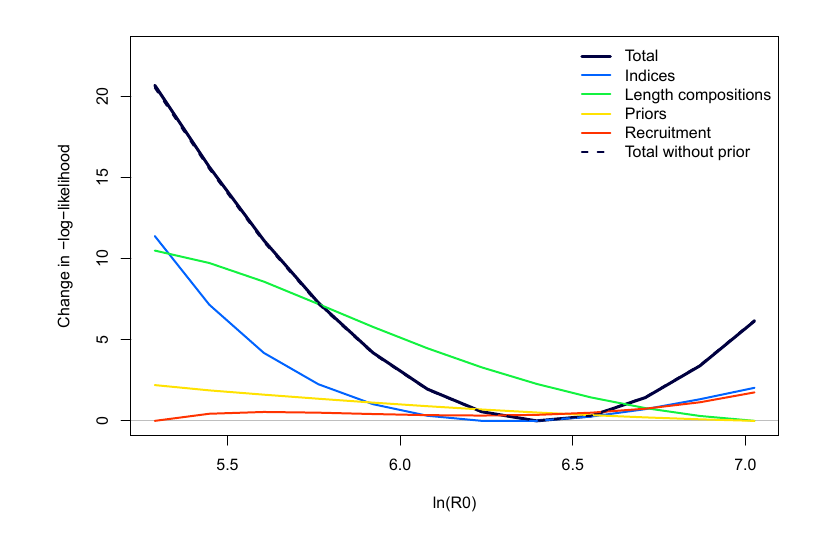 Total
Indices
Length compositions
Priors
Recruitment
Total without prior
Change in −log−likelihood
20
15
10
5
0
5.5 6.0 6.5 7.0
ln(R0)